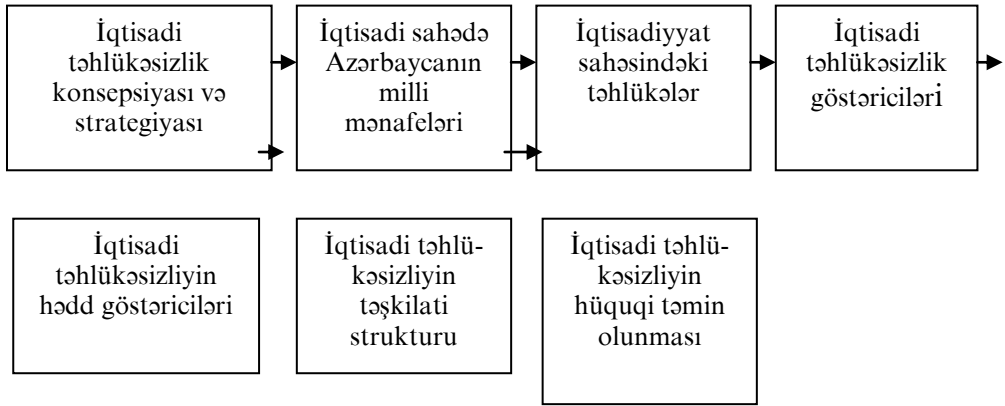 İqtisadi
təhlükəsizlik
konsepsiyası və
strategiyası
İqtisadi sahədə
Azərbaycanın
milli
mənafeləri
İqtisadiyyat
sahəsindəki
təhlükələr
İqtisadi
təhlükəsizlik
göstəriciləri
İqtisadi
təhlükəsizliyin
hədd göstəriciləri
İqtisadi təhlü-
kəsizliyin
təşkilati
strukturu
İqtisadi təhlü-
kəsizliyin
hüquqi təmin
olunması